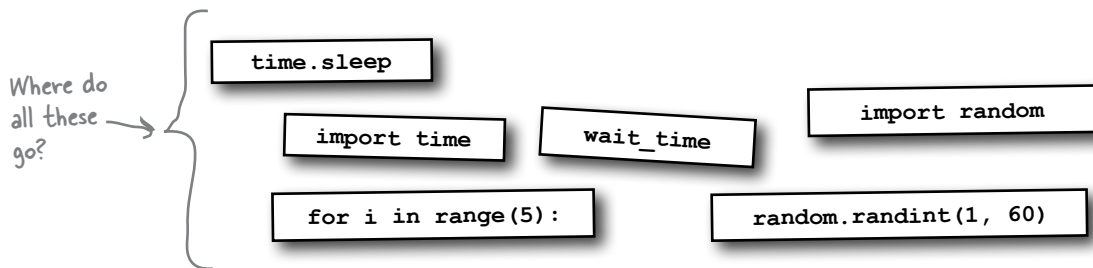 Where do
all these
go?
time.sleep
import time
wait_time
import random
for i in range(5):
random.randint(1, 60)